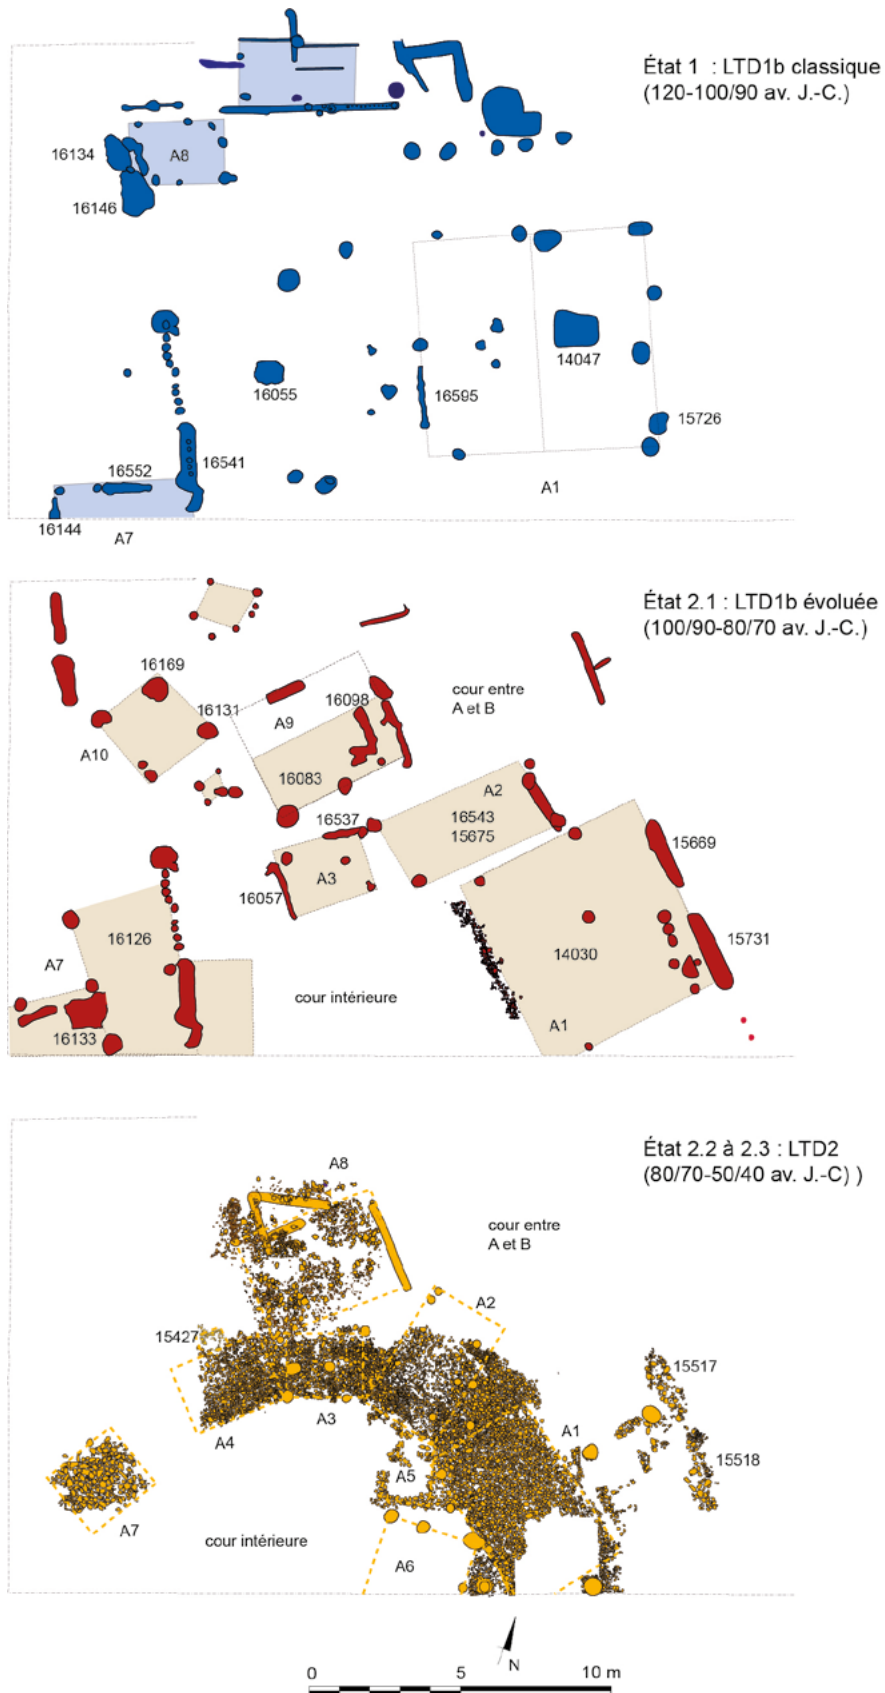 État 1 : LTD1b classique
(120-100/90 av. J.-C.)
16134
A8
16146
14047
16055
16595
15726
16552
16541
A1
16144
A7
État 2.1 : LTD1b évoluée
(100/90-80/70 av. J.-C.)
16169
cour entre
A et B
16131
16098
A9
A10
16083
A2
16543
15675
16537
15669
A3
16057
16126
15731
A7
14030
cour intérieure
A1
16133
État 2.2 à 2.3 : LTD2
(80/70-50/40 av. J.-C) )
A8
cour entre
A et B
A2
15427
15517
A3
A1
A4
15518
A5
A7
cour intérieure
A6
N
0 5 10 m